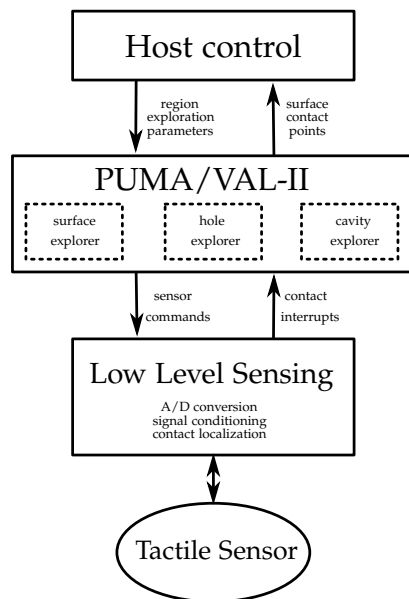 Host control
region
exploration
parameters
surface
contact
points
PUMA/VAL-II
surface
explorer
hole
explorer
cavity
explorer
sensor
commands
contact
interrupts
Low Level Sensing
A/D conversion
signal conditioning
contact localization
Tactile Sensor